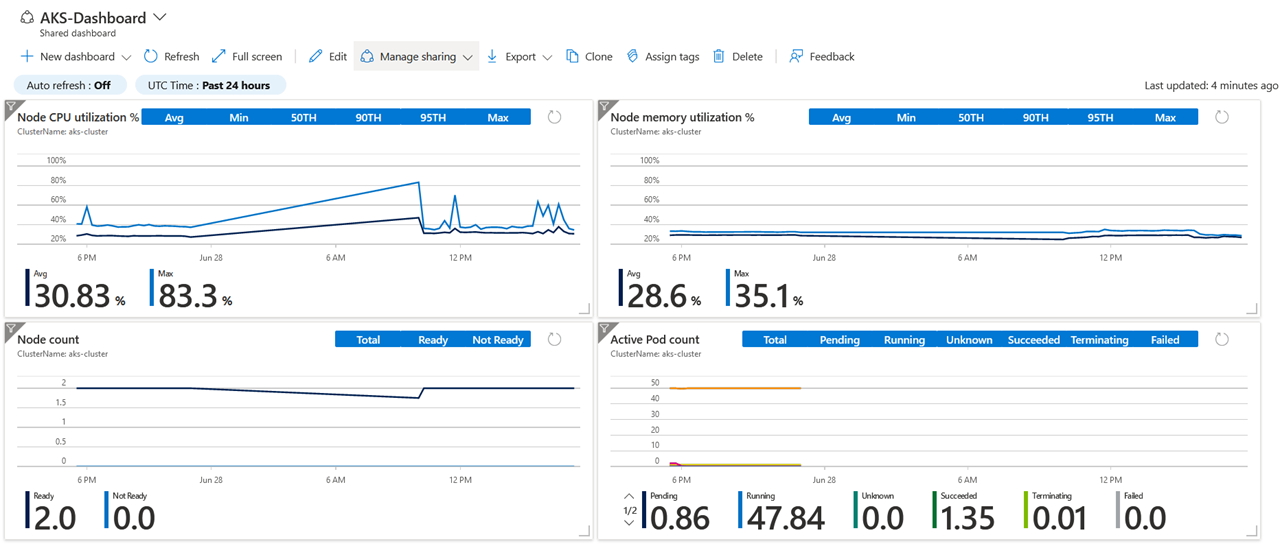 AKS-Dashboard
Shared dashboard
New dashboard Refresh Full screen Edit Manage sharing Export Clone Assign tags Delete Feedback
Auto refresh : Off UTC Time : Past 24 hours Last updated: 4 minutes ago
Node CPU utilization % Avg Min 50TH 90TH 95TH Max
ClusterName: aks-cluster
100%
80%
60%
40%
20%
6 PM Jun 28 6 AM 12 PM
Avg Max
30.83 % 83.3 %
Node memory utilization % Avg Min 50TH 90TH 95TH Max
ClusterName: aks-cluster
100%
80%
60%
40%
20%
6 PM Jun 28 6 AM 12 PM
Avg Max
28.6 % 35.1 %
Node count Total Ready Not Ready
ClusterName: aks-cluster
2
1.5
1
0.5
0
6 PM Jun 28 6 AM 12 PM
Ready Not Ready
2.0 0.0
Active Pod count Total Pending Running Unknown Succeeded Terminating Failed
ClusterName: aks-cluster
50
40
30
20
10
0
6 PM Jun 28 6 AM 12 PM
1/2
Pending Running Unknown Succeeded Terminating Failed
0.86 47.84 0.0 1.35 0.01 0.0